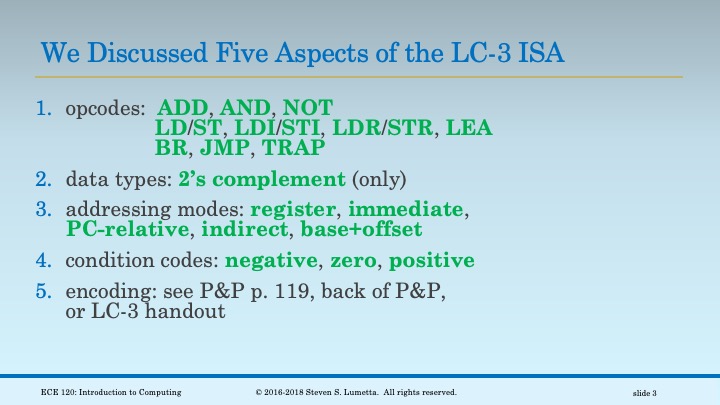 We Discussed Five Aspects of the LC-3 ISA
1. opcodes: ADD, AND, NOT
LD/ST, LDI/STI, LDR/STR, LEA
BR, JMP, TRAP
2. data types: 2’s complement (only)
3. addressing modes: register, immediate,
PC-relative, indirect, base+offset
4. condition codes: negative, zero, positive
5. encoding: see P&P p. 119, back of P&P,
or LC-3 handout
ECE 120: Introduction to Computing © 2016-2018 Steven S. Lumetta. All rights reserved. slide 3